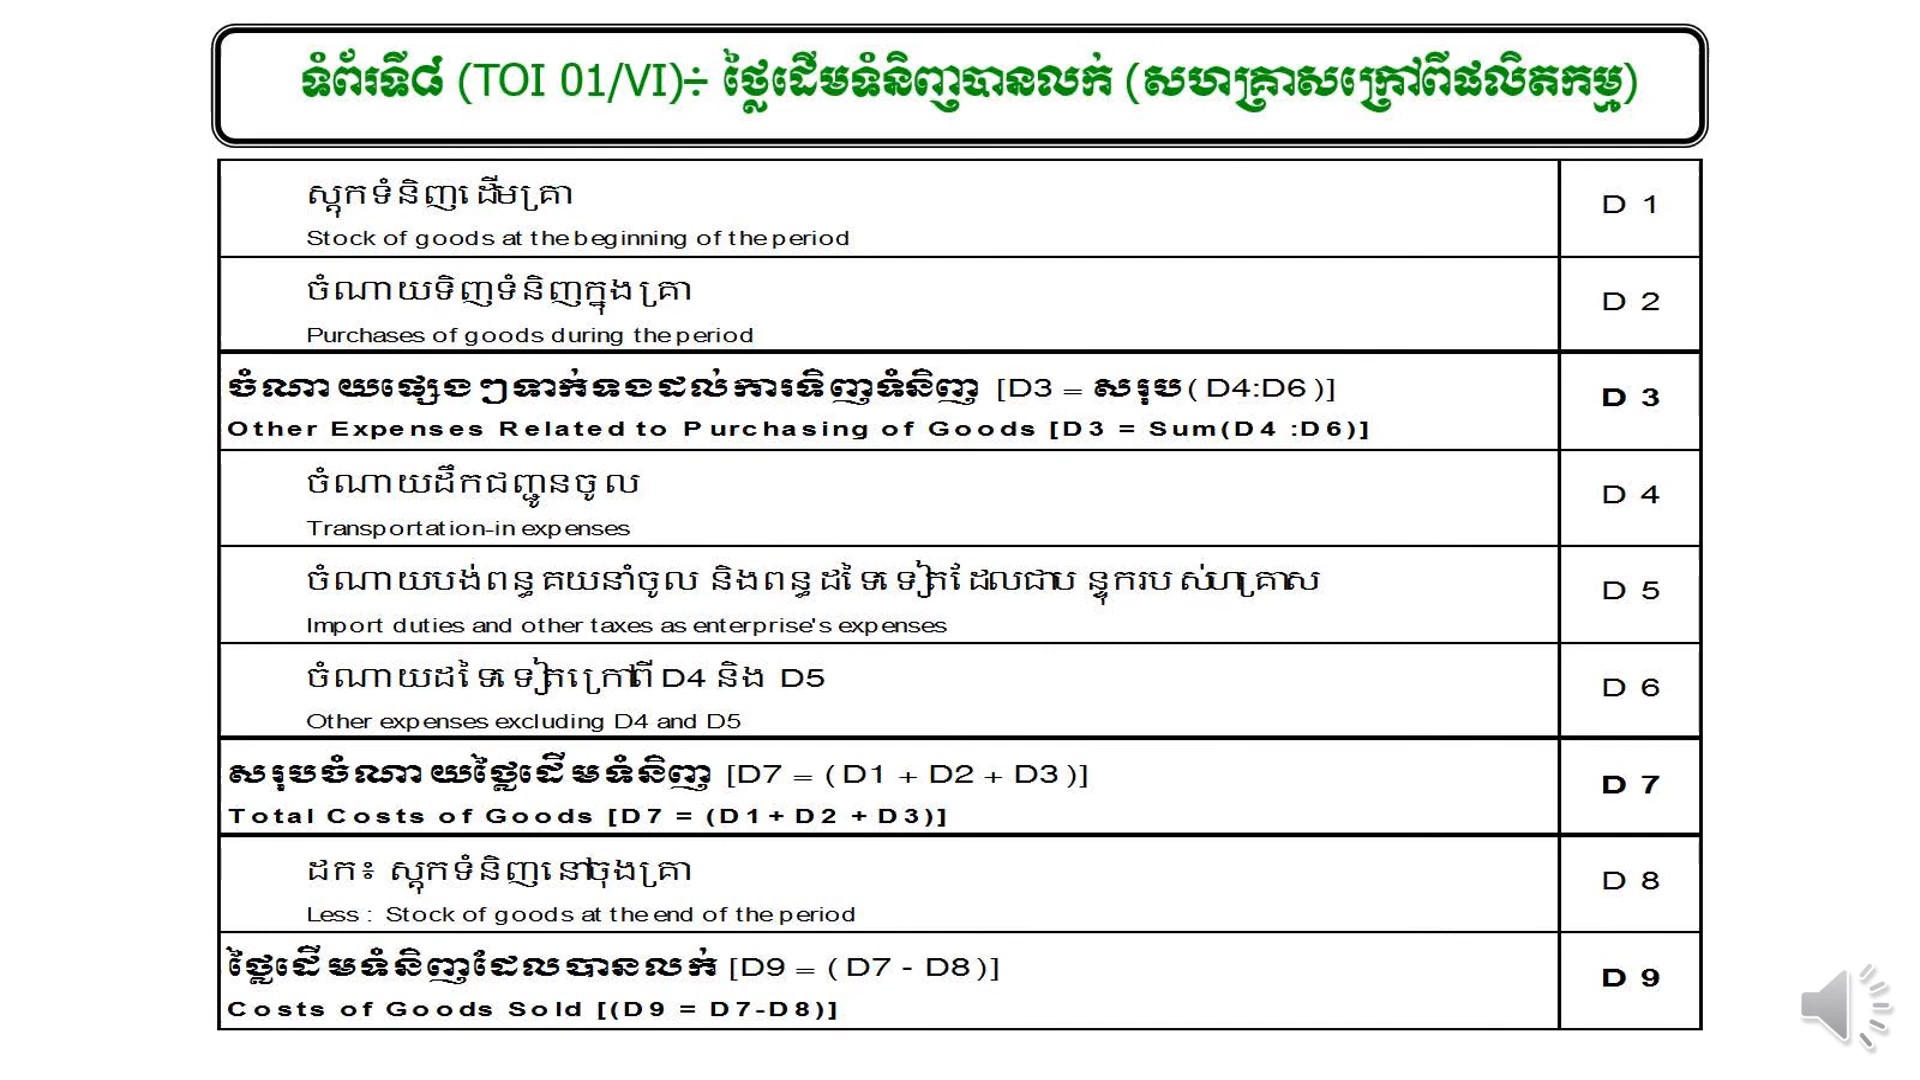 ទំព័រទី៨ (TOI 01/VI)÷ ថ្លៃដើមទំនិញបានលក់ (សហគ្រាសក្រៅពីផលិតកម្ម)
ស្តុកទំនិញដើមគ្រា
D 1
Stock of goods at the beginning of the period
ចំណាយទិញទំនិញក្នុងគ្រា
D 2
Purchases of goods during the period
ចំណាយផ្សេងៗទាក់ទងដល់ការទិញទំនិញ [D3 = សរុប( D4:D6 )]
D 3
Other Expenses Related to Purchasing of Goods [D3 = Sum(D4 :D6)]
ចំណាយដឹកជញ្ជូនចូល
D 4
Transportation-in expenses
ចំណាយបង់ពន្ធគយនាំចូល និងពន្ធដទៃទៀតដែលជាបន្ទុករបស់សហគ្រាស
D 5
Import duties and other taxes as enterprise's expenses
ចំណាយដទៃទៀតក្រៅពី D4 និង D5
D 6
Other expenses excluding D4 and D5
សរុបចំណាយថ្លៃដើមទំនិញ [D7 = ( D1 + D2 + D3 )]
D 7
Total Costs of Goods [D7 = (D1+ D2 + D3)]
ដក៖ ស្តុកទំនិញនៅចុងគ្រា
D 8
Less : Stock of goods at the end of the period
ថ្លៃដើមទំនិញដែលបានលក់ [D9 = ( D7 - D8 )]
D 9
Costs of Goods Sold [(D9 = D7-D8)]